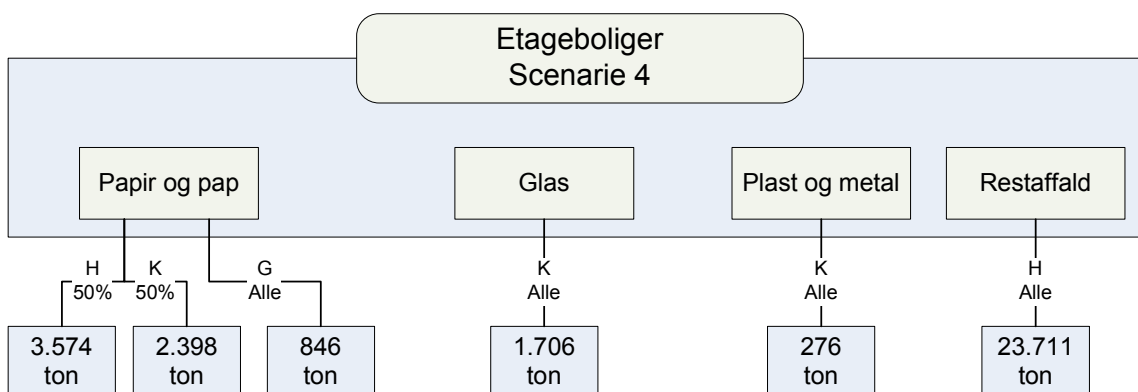 Etageboliger
Scenarie 4
Papir og pap
Glas
Plast og metal
Restaffald
H
50%
K
50%
G
Alle
K
Alle
K
Alle
H
Alle
3.574
ton
2.398
ton
846
ton
1.706
ton
276
ton
23.711
ton